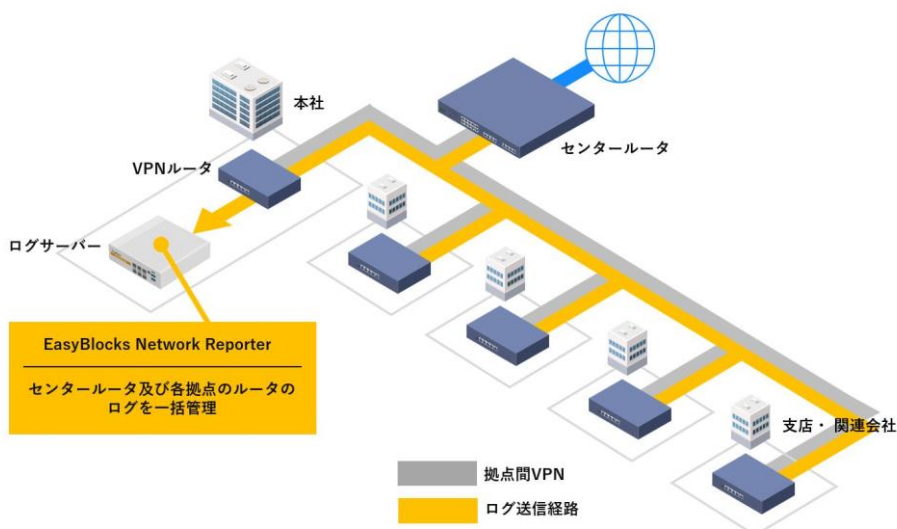 本社
センタールータ
VPNルータ
ログサーバー
EasyBlocks Network Reporter
センタールータ及び各拠点のルータの
ログを一括管理
支店・関連会社
拠点間VPN
ログ送信経路